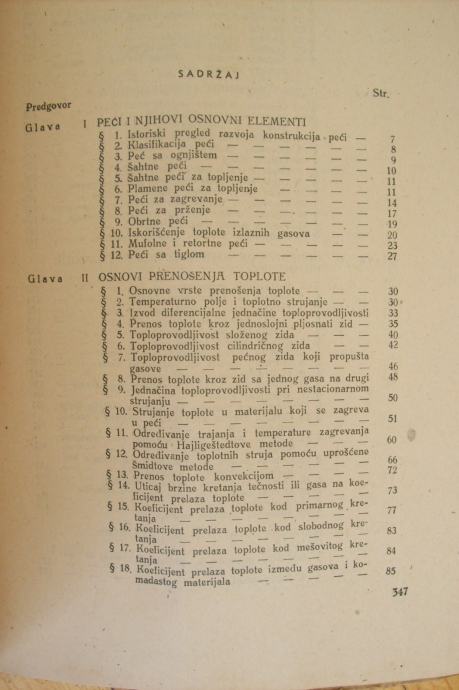 SADRŽAJ
Str.
Predgovor
Glava I PEĆI I NJIHOVI OSNOVNI ELEMENTI
§ 1. Istoriski pregled razvoja konstrukcija peći — 7
§ 2. Klasifikacija peći — — — — — — 8
§ 3. Peć sa ognjištem — — — — — — 9
§ 4. Šahtne peći — — — — — — 10
§ 5. Šahtne peći za topljenje — — — — — 11
§ 6. Plamene peći za topljenje — — — — 11
§ 7. Peći za zagrevanje — — — — — 14
§ 8. Peći za prženje — — — — — — 17
§ 9. Obrtne peći — — — — — — 19
§ 10. Iskorišćenje toplote izlaznih gasova — — 20
§ 11. Mufolne i retortne peći — — — — — 23
§ 12. Peći sa tiglom — — — — — — 27
Glava II OSNOVI PRENOŠENJA TOPLOTE
§ 1. Osnovne vrste prenošenja toplote — — — 30
§ 2. Temperaturno polje i toplotno strujanje — — 30
§ 3. Izvod diferencijalne jednačine toploprovodljivosti 33
§ 4. Prenos toplote kroz jednoslojni pljosnati zid — 35
§ 5. Toploprovodljivost složenog zida — — — 40
§ 6. Toploprovodljivost cilindričnog zida — — 42
§ 7. Toploprovodljivost pećnog zida koji propušta
gasove — — — — — — — 46
§ 8. Prenos toplote kroz zid sa jednog gasa na drugi 48
§ 9. Jednačina toploprovodljivosti pri nestacionarnom
strujanju — — — — — — — 50
§ 10. Strujanje toplote u materijalu koji se zagreva
u peći — — — — — — — 51
§ 11. Određivanje trajanja i temperature zagrevanja
pomoću Hajligeštedtove metode — — — 60
§ 12. Određivanje toplotnih struja pomoću uprošćene
Šmidtove metode — — — — — 66
§ 13. Prenos toplote konvekcijom — — — — 72
§ 14. Uticaj brzine kretanja tečnosti ili gasa na koe-
ficijent prelaza toplote — — — — 73
§ 15. Koeficijent prelaza toplote kod primarnog kre-
tanja — — — — — — — 77
§ 16. Koeficijent prelaza toplote kod slobodnog kre-
tanja — — — — — — — 83
§ 17. Koeficijent prelaza toplote kod mešovitog kre-
tanja — — — — — — — 84
§ 18. Koeficijent prelaza toplote između gasova i ko-
madastog materijala — — — — — 85
347